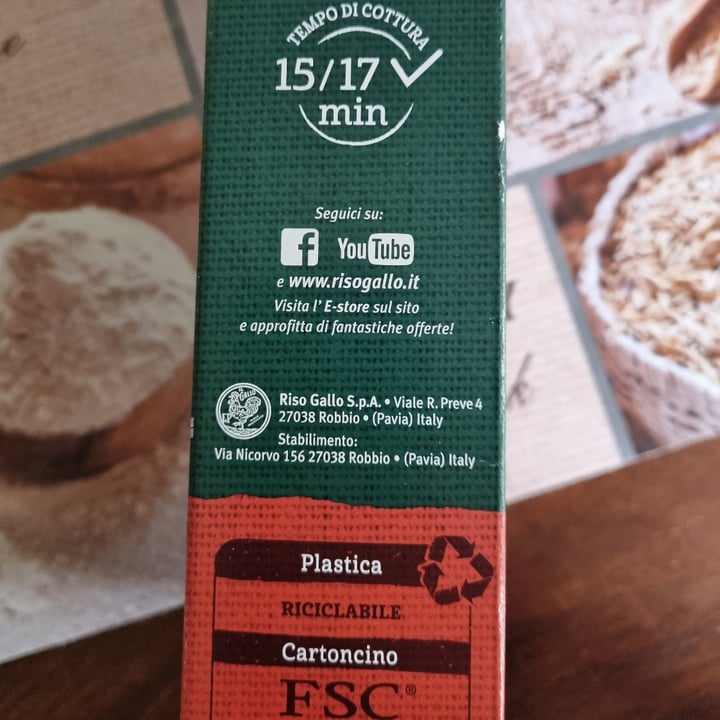 TEMPO DI COTTURA
15/17
min
Seguici su:
f YouTube
e www.risogallo.it
Visita l' E-store sul sito
e approfitta di fantastiche offerte!
Riso Gallo S.p.A. • Viale R. Preve 4
27038 Robbio • (Pavia) Italy
Stabilimento:
Via Nicorvo 156 27038 Robbio • (Pavia) Italy
Plastica
RICICLABILE
Cartoncino
FSC®